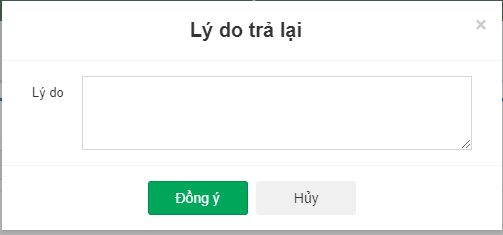 Lý do trả lại
×
Lý do
Đồng ý
Hủy